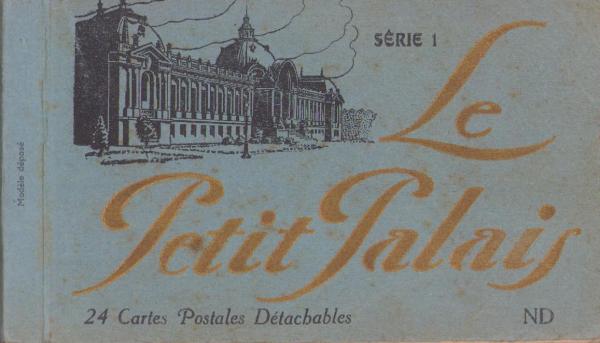 SÉRIE 1
Le
Petit Palais
24 Cartes Postales Détachables
ND
Modèle déposé